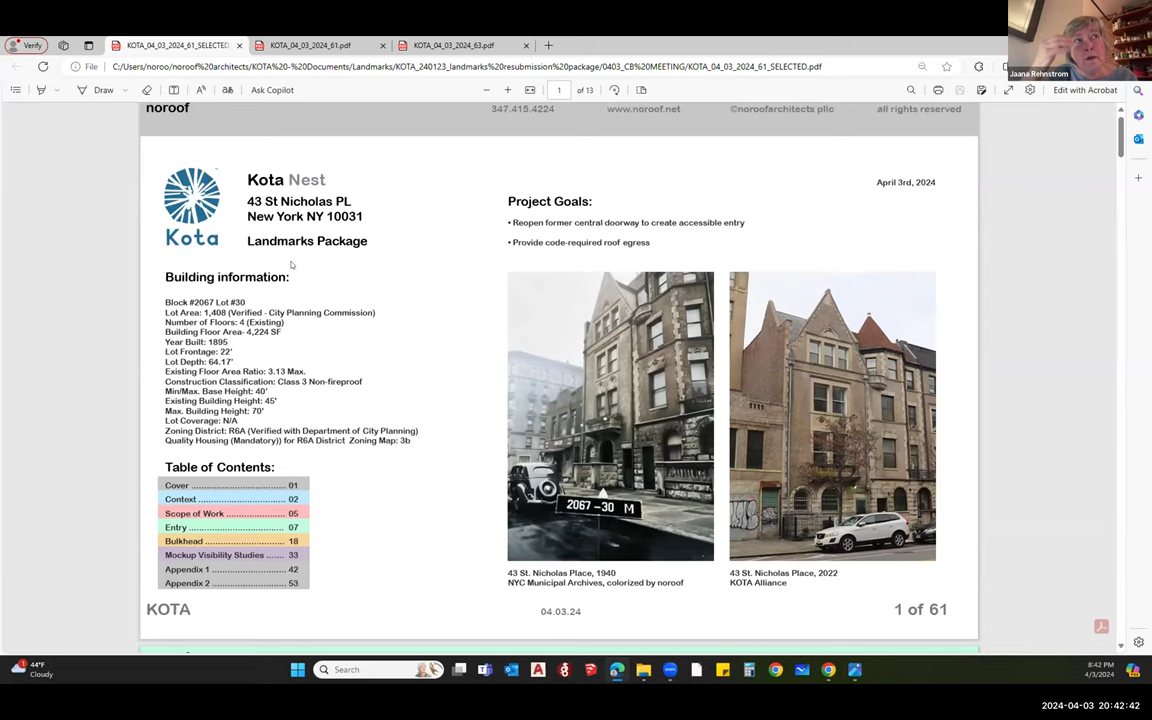 Jaana Rehnstrom
Verify
KOTA_04_03_2024_61_SELECTED
KOTA_04_03_2024_61.pdf
KOTA_04_03_2024_63.pdf
File
C:/Users/noroo/noroof%20architects/KOTA%20-%20Documents/Landmarks/KOTA_240123_landmarks%20resubmission%20package/0403_CB%20MEETING/KOTA_04_03_2024_61_SELECTED.pdf
Draw
Ask Copilot
1 of 13
Edit with Acrobat
noroof
347.415.4224
www.noroof.net
©noroofarchitects pllc
all rights reserved
Kota
Kota Nest
43 St Nicholas PL
New York NY 10031
Landmarks Package
Project Goals:
• Reopen former central doorway to create accessible entry
• Provide code-required roof egress
April 3rd, 2024
Building information:
Block #2067 Lot #30
Lot Area: 1,408 (Verified - City Planning Commission)
Number of Floors: 4 (Existing)
Building Floor Area- 4,224 SF
Year Built: 1895
Lot Frontage: 22'
Lot Depth: 64.17'
Existing Floor Area Ratio: 3.13 Max.
Construction Classification: Class 3 Non-fireproof
Min/Max. Base Height: 40'
Existing Building Height: 45'
Max. Building Height: 70'
Lot Coverage: N/A
Zoning District: R6A (Verified with Department of City Planning)
Quality Housing (Mandatory)) for R6A District Zoning Map: 3b
Table of Contents:
Cover .................................... 01
Context ................................. 02
Scope of Work ...................... 05
Entry ..................................... 07
Bulkhead ............................... 18
Mockup Visibility Studies ...... 33
Appendix 1 ............................ 42
Appendix 2 ............................ 53
2067 -30 M
43 St. Nicholas Place, 1940
NYC Municipal Archives, colorized by noroof
43 St. Nicholas Place, 2022
KOTA Alliance
KOTA
04.03.24
1 of 61
1
44°F
Cloudy
Search
8:42 PM
4/3/2024
2024-04-03 20:42:42